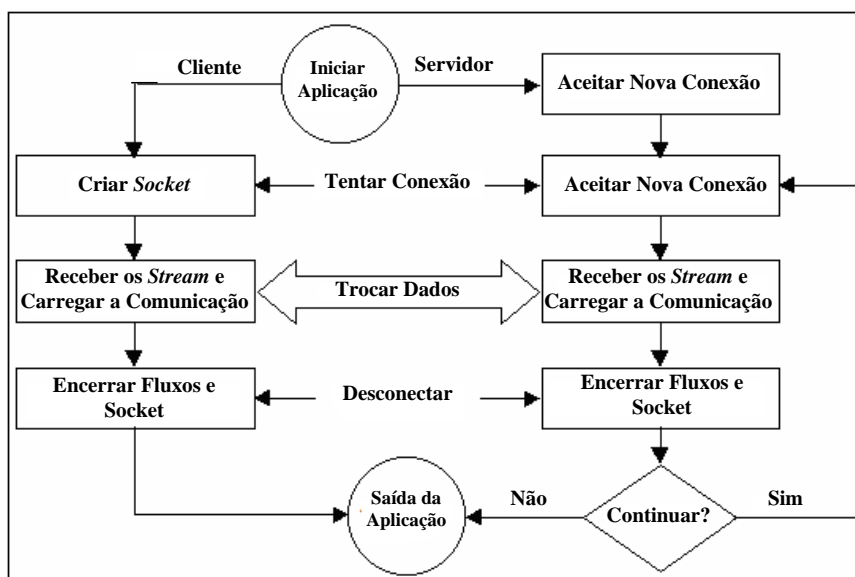 Cliente
Iniciar
Aplicação
Servidor
Aceitar Nova Conexão
Criar Socket
Tentar Conexão
Aceitar Nova Conexão
Receber os Stream e
Carregar a Comunicação
Trocar Dados
Receber os Stream e
Carregar a Comunicação
Encerrar Fluxos e
Socket
Desconectar
Encerrar Fluxos e
Socket
Saída da
Aplicação
Não
Continuar?
Sim